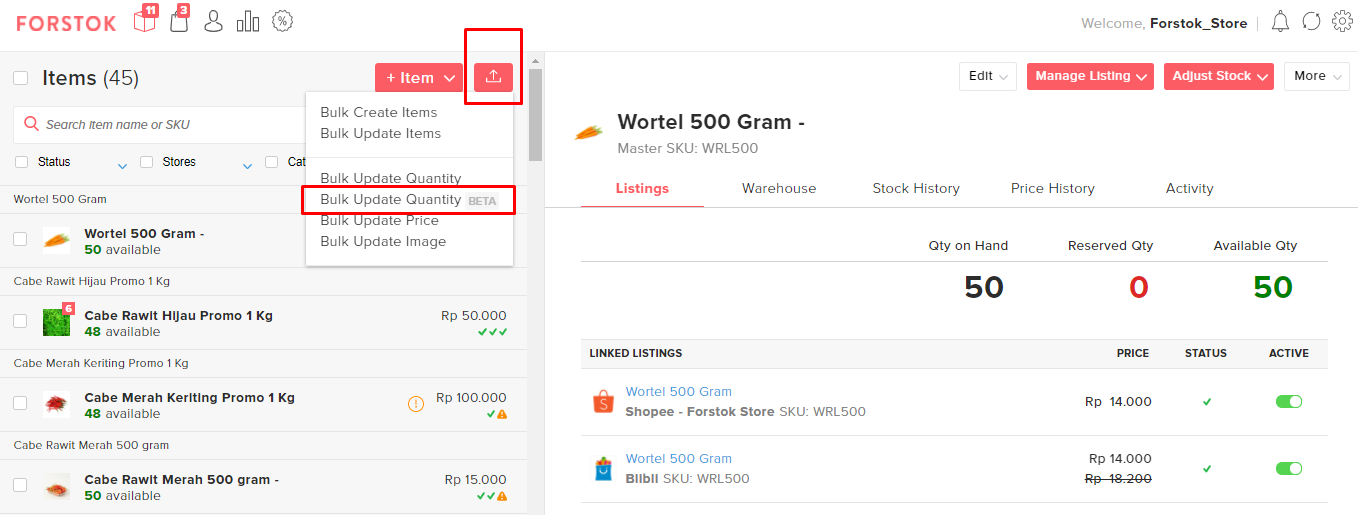 FORSTOK
11
3
Welcome, Forstok_Store
Items (45)
+ Item
Edit
Manage Listing
Adjust Stock
More
Bulk Create Items
Bulk Update Items
Bulk Update Quantity
Bulk Update Quantity BETA
Bulk Update Price
Bulk Update Image
Search Item name or SKU
Status
Stores
Cat
Wortel 500 Gram
Wortel 500 Gram -
50 available
Cabe Rawit Hijau Promo 1 Kg
6
Cabe Rawit Hijau Promo 1 Kg
Rp 50.000
48 available
Cabe Merah Keriting Promo 1 Kg
Cabe Merah Keriting Promo 1 Kg
Rp 100.000
48 available
Cabe Rawit Merah 500 gram
Cabe Rawit Merah 500 gram -
Rp 15.000
50 available
Wortel 500 Gram -
Master SKU: WRL500
Listings
Warehouse
Stock History
Price History
Activity
Qty on Hand
Reserved Qty
Available Qty
50
0
50
LINKED LISTINGS
PRICE
STATUS
ACTIVE
Wortel 500 Gram
Shopee - Forstok Store SKU: WRL500
Rp 14.000
Wortel 500 Gram
Blibli SKU: WRL500
Rp 14.000
Rp 18.200